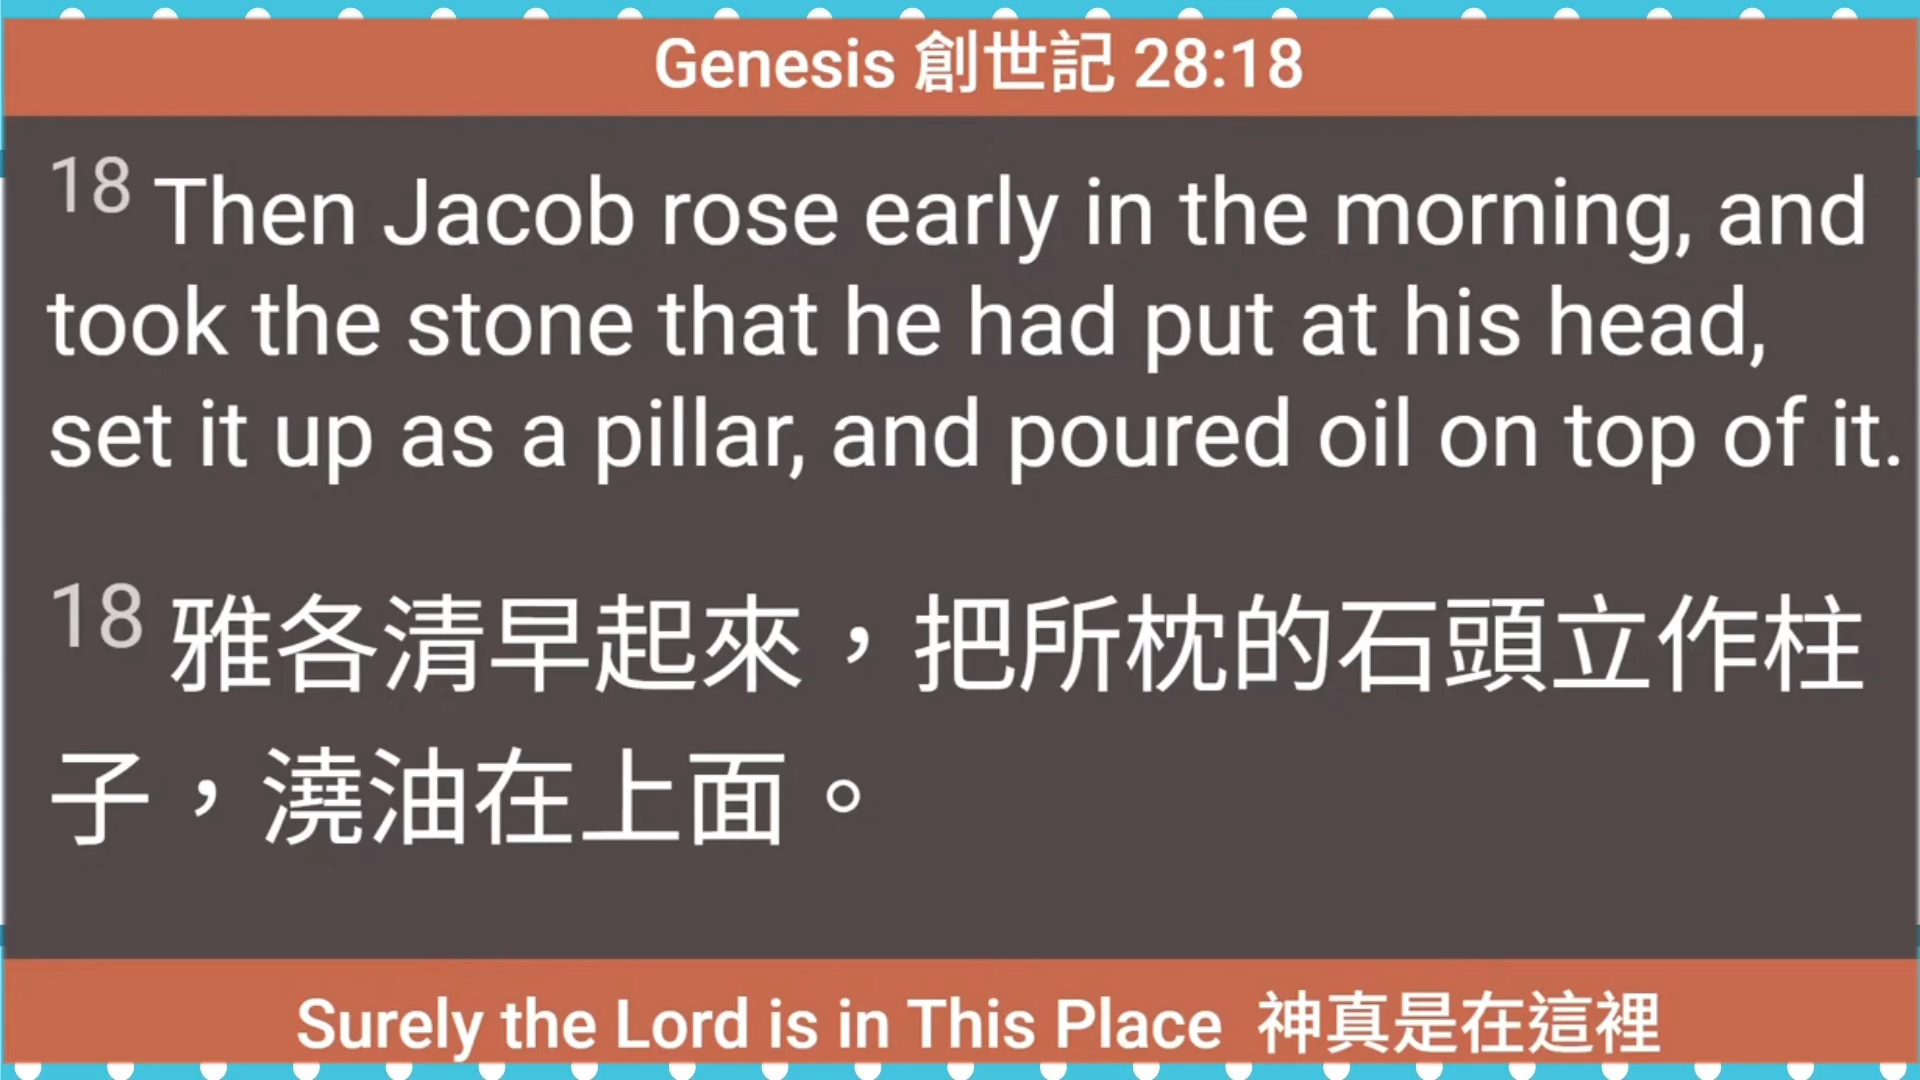 Genesis 創世記 28:18
18 Then Jacob rose early in the morning, and
took the stone that he had put at his head,
set it up as a pillar, and poured oil on top of it.
18 雅各清早起來，把所枕的石頭立作柱
子，澆油在上面。
Surely the Lord is in This Place 神真是在這裡